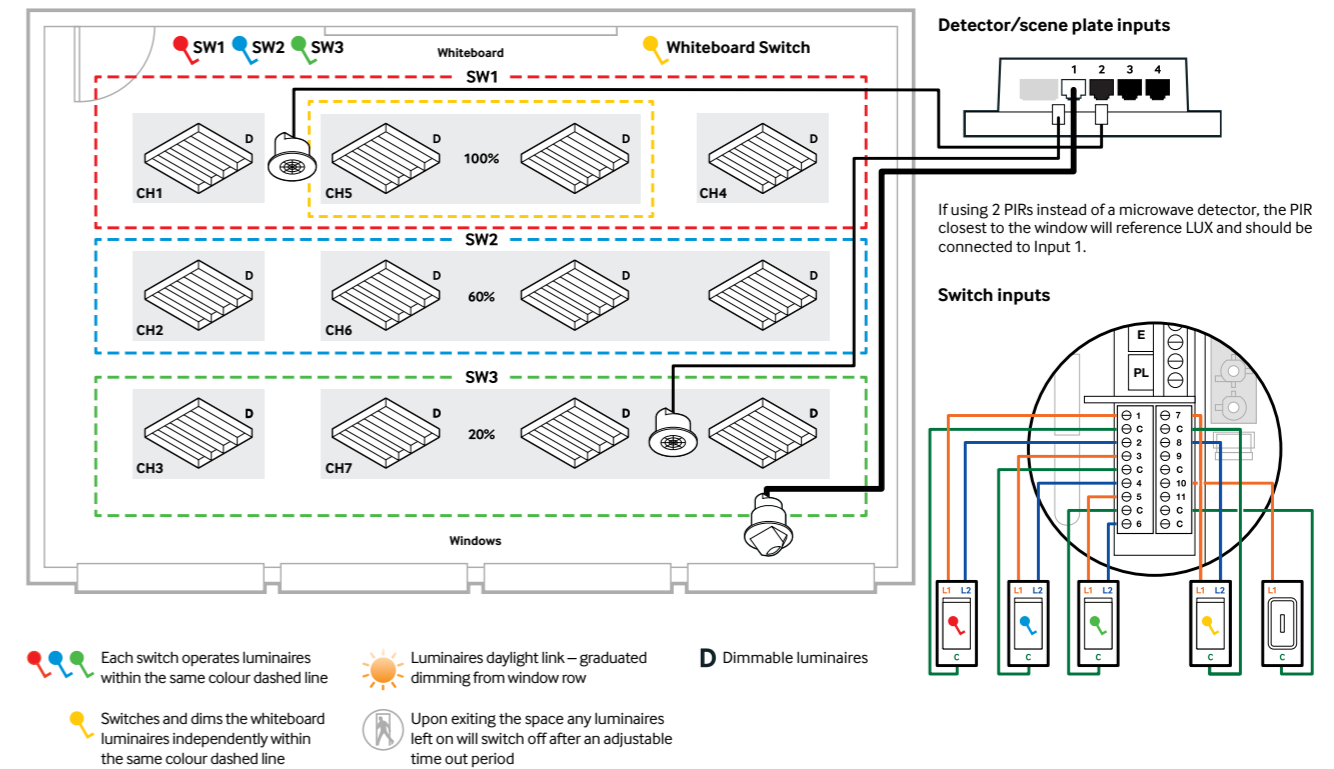 SW1 SW2 SW3
Whiteboard
Whiteboard Switch
SW1
D
CH1
D
CH5
100%
D
D
CH4
SW2
D
CH2
D
CH6
60%
D
D
SW3
D
CH3
D
CH7
20%
D
D
Windows
Detector/scene plate inputs
1 2 3 4
If using 2 PIRs instead of a microwave detector, the PIR
closest to the window will reference LUX and should be
connected to Input 1.
Switch inputs
E
PL
1 7
C C
2 8
3 9
C C
4 10
5 11
C C
6 C
L1 L2
C
L1 L2
C
L1 L2
C
L1 L2
C
L1
C
Each switch operates luminaires
within the same colour dashed line
Switches and dims the whiteboard
luminaires independently within
the same colour dashed line
Luminaires daylight link – graduated
dimming from window row
Upon exiting the space any luminaires
left on will switch off after an adjustable
time out period
D Dimmable luminaires